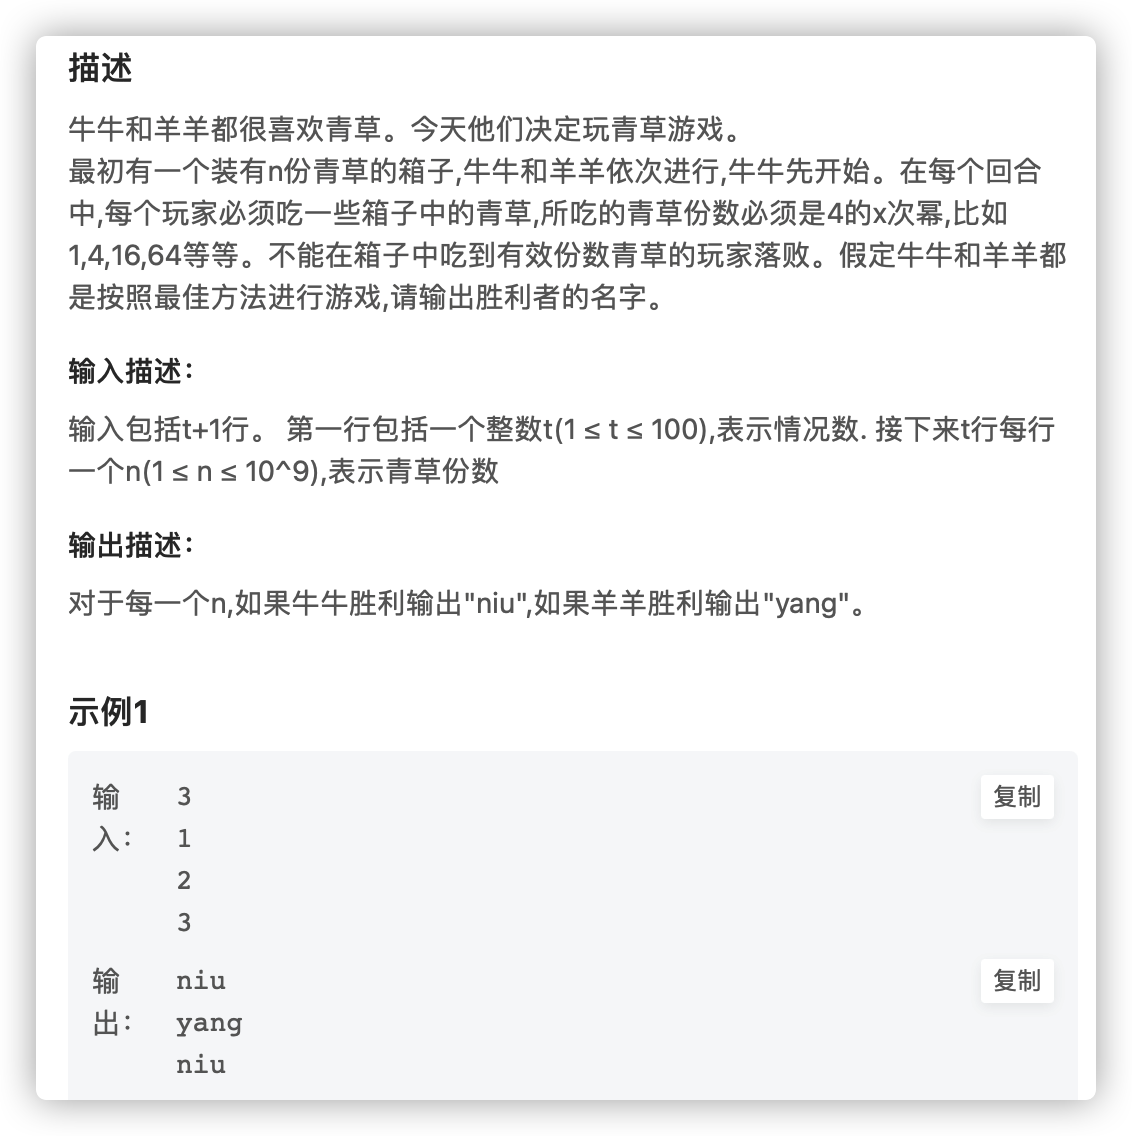 描述
牛牛和羊羊都很喜欢青草。今天他们决定玩青草游戏。
最初有一个装有n份青草的箱子,牛牛和羊羊依次进行,牛牛先开始。在每个回合
中,每个玩家必须吃一些箱子中的青草,所吃的青草份数必须是4的x次幂,比如
1,4,16,64等等。不能在箱子中吃到有效份数青草的玩家落败。假定牛牛和羊羊都
是按照最佳方法进行游戏,请输出胜利者的名字。
输入描述：
输入包括t+1行。 第一行包括一个整数t(1 ≤ t ≤ 100),表示情况数. 接下来t行每行
一个n(1 ≤ n ≤ 10^9),表示青草份数
输出描述：
对于每一个n,如果牛牛胜利输出"niu",如果羊羊胜利输出"yang"。
示例1
输 3 复制
入： 1
2
3
输 niu 复制
出： yang
niu